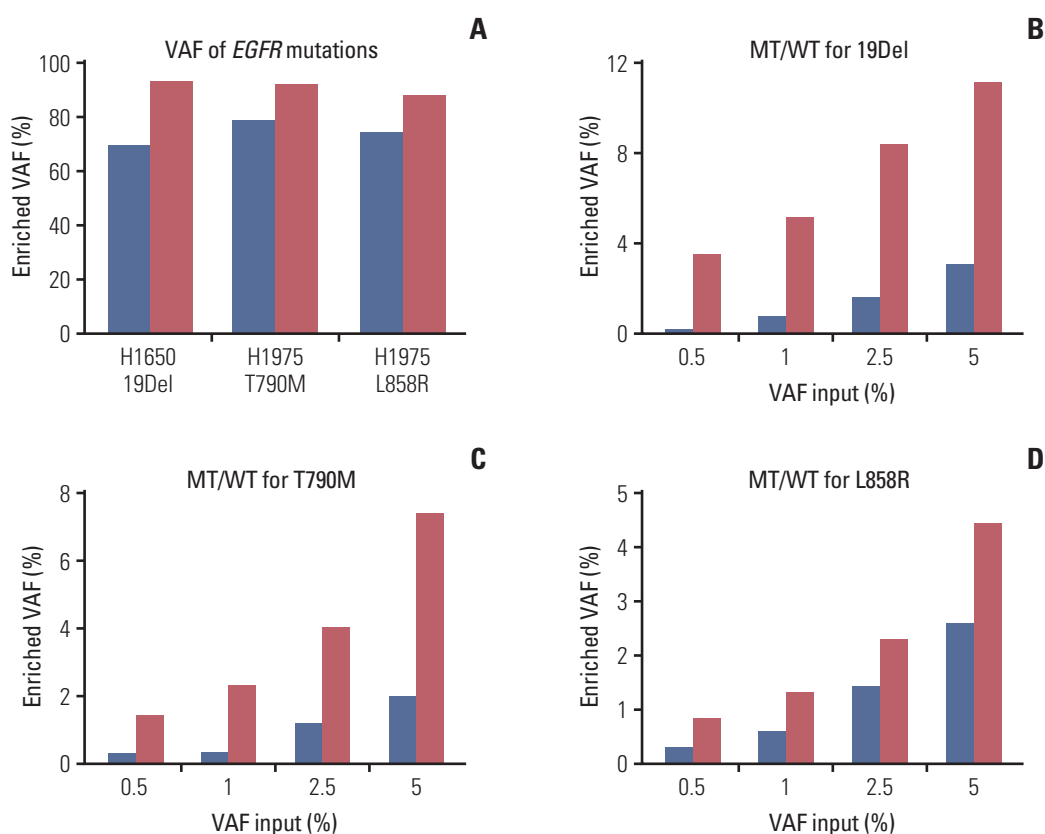 A
VAF of EGFR mutations
Enriched VAF (%)
100
80
60
40
20
0
H1650
19Del
H1975
T790M
H1975
L858R
B
MT/WT for 19Del
Enriched VAF (%)
12
8
4
0
0.5 1 2.5 5
VAF input (%)
C
MT/WT for T790M
Enriched VAF (%)
8
6
4
2
0
0.5 1 2.5 5
VAF input (%)
D
MT/WT for L858R
Enriched VAF (%)
5
4
3
2
1
0
0.5 1 2.5 5
VAF input (%)